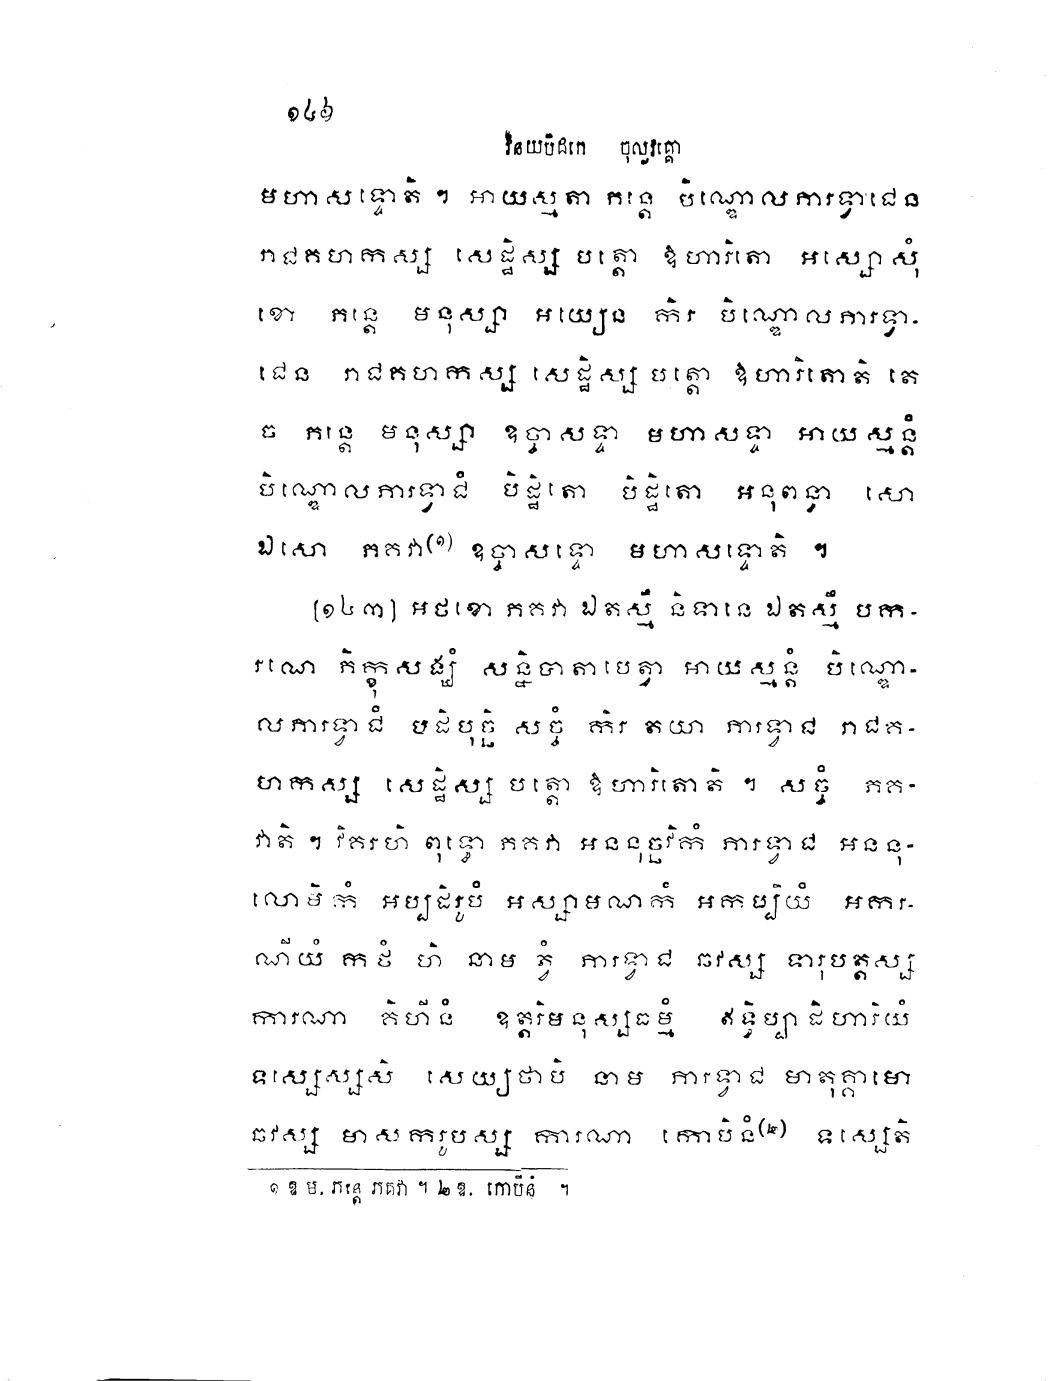 ១៤៦
វិនយបិដកេ ចុល្លវគ្គោ
មហាសទ្ទោតិ ។ អាយស្មតា ភន្តេ បិណ្ឌោលភារទ្វាជេន
រាជគហកស្ស សេដ្ឋិស្ស បត្តោ ឱហារិតោ អស្សោសុំ
ខោ ភន្តេ មនុស្សា អយ្យេន កិរ បិណ្ឌោលភារទ្វា-
ជេន រាជគហកស្ស សេដ្ឋិស្ស បត្តោ ឱហារិតោតិ តេ
ច ភន្តេ មនុស្សា ឧច្ចាសទ្ទា មហាសទ្ទា អាយស្មន្តំ
បិណ្ឌោលភារទ្វាជំ បិដ្ឋិតោ បិដ្ឋិតោ អនុពន្ធា សោ
ឯសោ ភគវា(១) ឧច្ចាសទ្ទោ មហាសទ្ទោតិ ។
[១៤៣] អថខោ ភគវា ឯតស្មឹ និទានេ ឯតស្មឹ បក-
រណេ ភិក្ខុសង្ឃំ សន្និបាតាបេត្វា អាយស្មន្តំ បិណ្ឌោ-
លភារទ្វាជំ បដិបុច្ឆិ សច្ចំ កិរ តយា ភារទ្វាជ រាជគ-
ហកស្ស សេដ្ឋិស្ស បត្តោ ឱហារិតោតិ ។ សច្ចំ ភគ-
វាតិ ។ វិគរហិ ពុទ្ធោ ភគវា អននុច្ឆវិកំ ភារទ្វាជ អននុ-
លោមិកំ អប្បដិរូបំ អស្សាមណកំ អកប្បិយំ អករ-
ណីយំ កថំ ហិ នាម ត្វំ ភារទ្វាជ ឆវស្ស ទារុបត្តស្ស
ការណា គិហីនំ ឧត្តរិមនុស្សធម្មំ ឥទ្ធិប្បាដិហារិយំ
ទស្សេស្សសិ សេយ្យថាបិ នាម ភារទ្វាជ មាតុគ្គាមោ
ឆវស្ស មាសករូបស្ស ការណា កោបិនំ(២) ទស្សេតិ
១ ឱ ម. ភន្តេ ភគវា ។ ២ ឱ. កោបីនំ ។